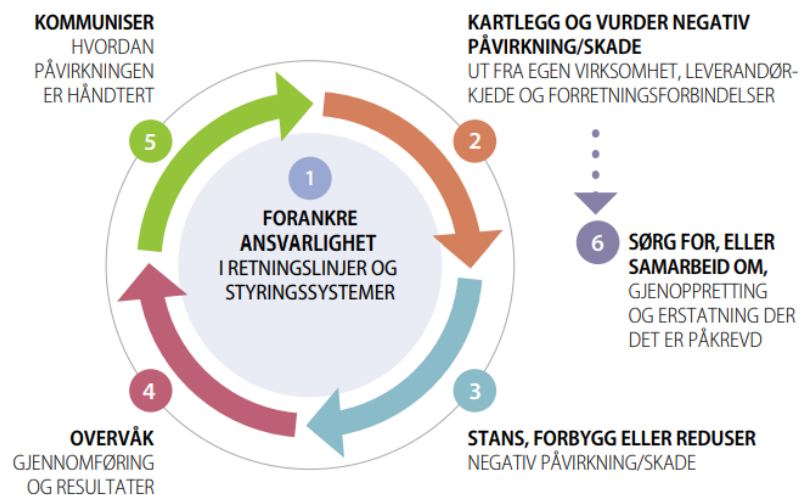 1
FORANKRE
ANSVARLIGHET
I RETNINGSLINJER OG
STYRINGSSYSTEMER
2
KARTLEGG OG VURDER NEGATIV
PÅVIRKNING/SKADE
UT FRA EGEN VIRKSOMHET, LEVERANDØR-
KJEDE OG FORRETNINGSFORBINDELSER
3
STANS, FORBYGG ELLER REDUSER
NEGATIV PÅVIRKNING/SKADE
4
OVERVÅK
GJENNOMFØRING
OG RESULTATER
5
KOMMUNISER
HVORDAN
PÅVIRKNINGEN
ER HÅNDTERT
6
SØRG FOR, ELLER
SAMARBEID OM,
GJENOPPRETTING
OG ERSTATNING DER
DET ER PÅKREVD